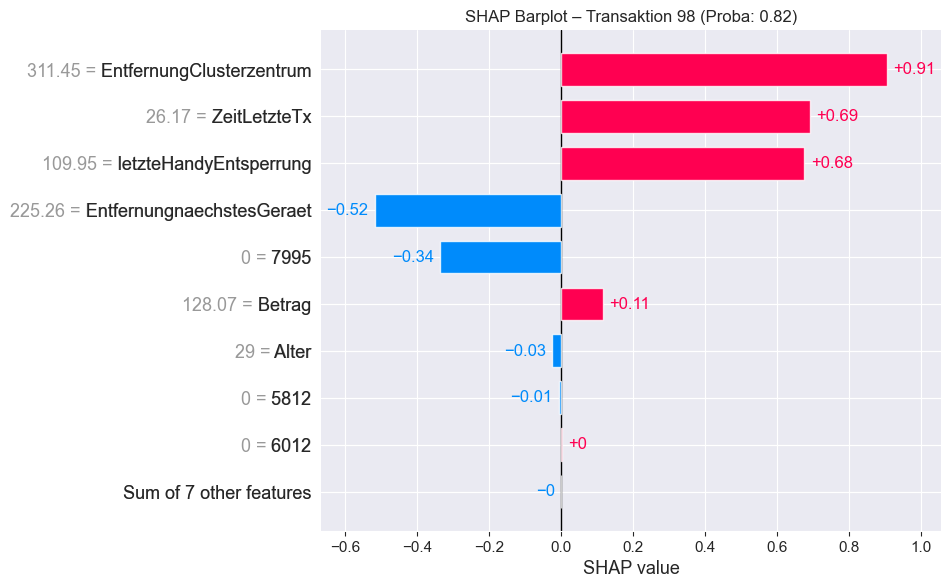 SHAP Barplot – Transaktion 98 (Proba: 0.82)
311.45 = EntfernungClusterzentrum +0.91
26.17 = ZeitLetzteTx +0.69
109.95 = letzteHandyEntsperrung +0.68
225.26 = EntfernungnaechstesGeraet −0.52
0 = 7995 −0.34
128.07 = Betrag +0.11
29 = Alter −0.03
0 = 5812 −0.01
0 = 6012 +0
Sum of 7 other features −0
−0.6 −0.4 −0.2 0.0 0.2 0.4 0.6 0.8 1.0
SHAP value